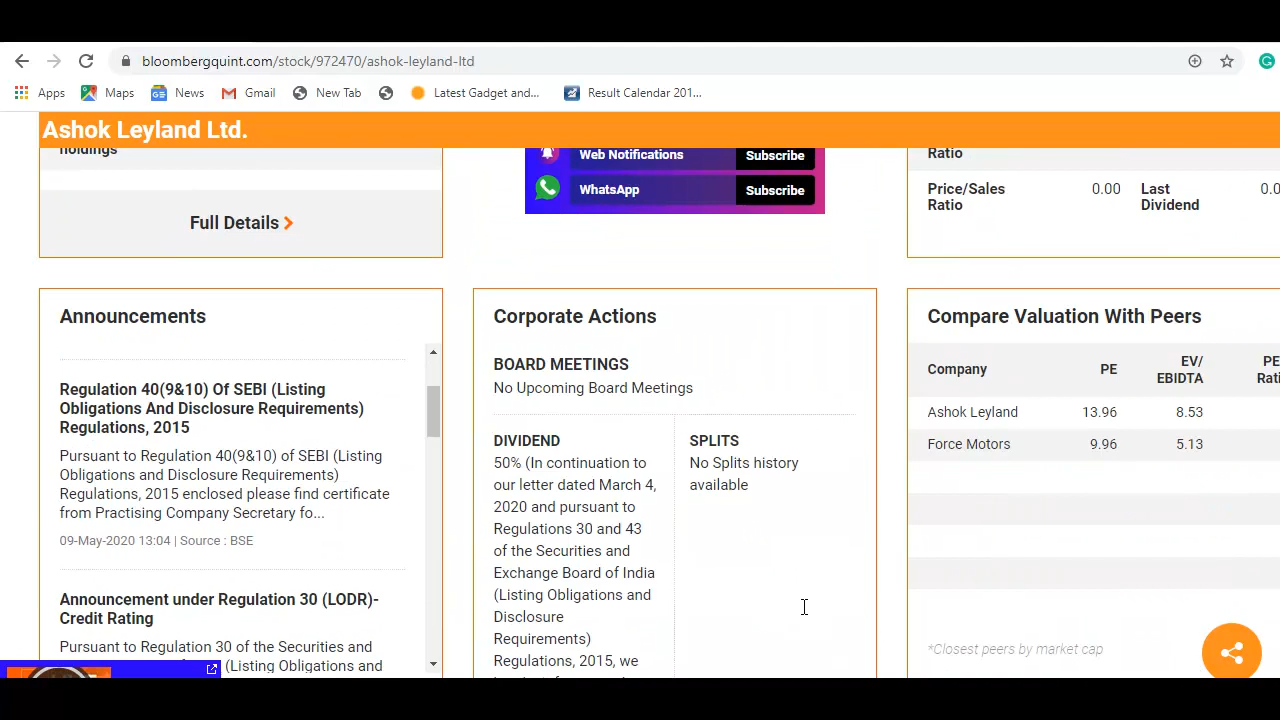 bloombergquint.com/stock/972470/ashok-leyland-ltd
Apps Maps News Gmail New Tab Latest Gadget and... Result Calendar 201...
Ashok Leyland Ltd.
holdings
Full Details
Web Notifications Subscribe
WhatsApp Subscribe
Ratio
Price/Sales Ratio 0.00 Last Dividend
Announcements
Regulation 40(9&10) Of SEBI (Listing
Obligations And Disclosure Requirements)
Regulations, 2015
Pursuant to Regulation 40(9&10) of SEBI (Listing
Obligations and Disclosure Requirements)
Regulations, 2015 enclosed please find certificate
from Practising Company Secretary fo...
09-May-2020 13:04 | Source : BSE
Announcement under Regulation 30 (LODR)-
Credit Rating
Pursuant to Regulation 30 of the Securities and
(Listing Obligations and
Corporate Actions
BOARD MEETINGS
No Upcoming Board Meetings
DIVIDEND
50% (In continuation to
our letter dated March 4,
2020 and pursuant to
Regulations 30 and 43
of the Securities and
Exchange Board of India
(Listing Obligations and
Disclosure
Requirements)
Regulations, 2015, we
SPLITS
No Splits history
available
Compare Valuation With Peers
Company PE EV/ EBIDTA PE
Ashok Leyland 13.96 8.53
Force Motors 9.96 5.13
*Closest peers by market cap